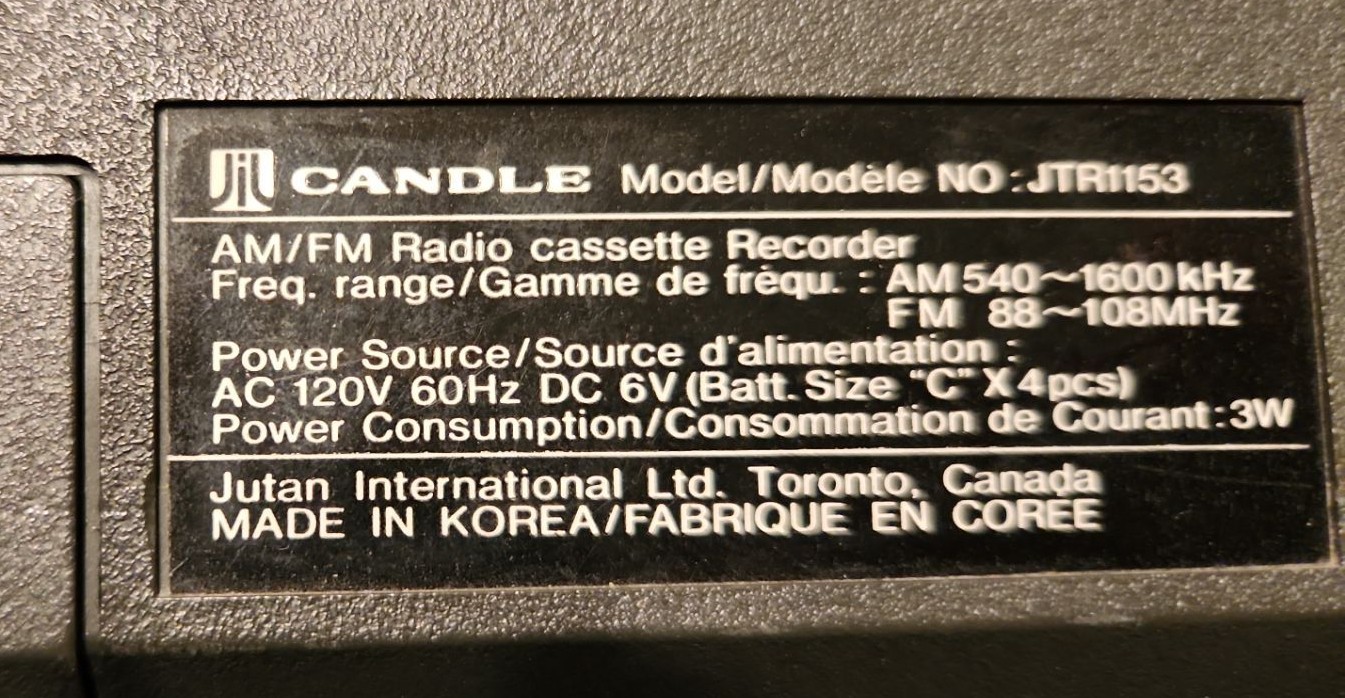 JIL CANDLE Model/Modèle NO : JTR1153
AM/FM Radio cassette Recorder
Freq. range/Gamme de fréqu. : AM 540~1600kHz
FM 88~108MHz
Power Source/Source d'alimentation :
AC 120V 60Hz DC 6V (Batt. Size "C" X 4pcs)
Power Consumption/Consommation de Courant : 3W
Jutan International Ltd. Toronto, Canada
MADE IN KOREA/FABRIQUE EN COREE